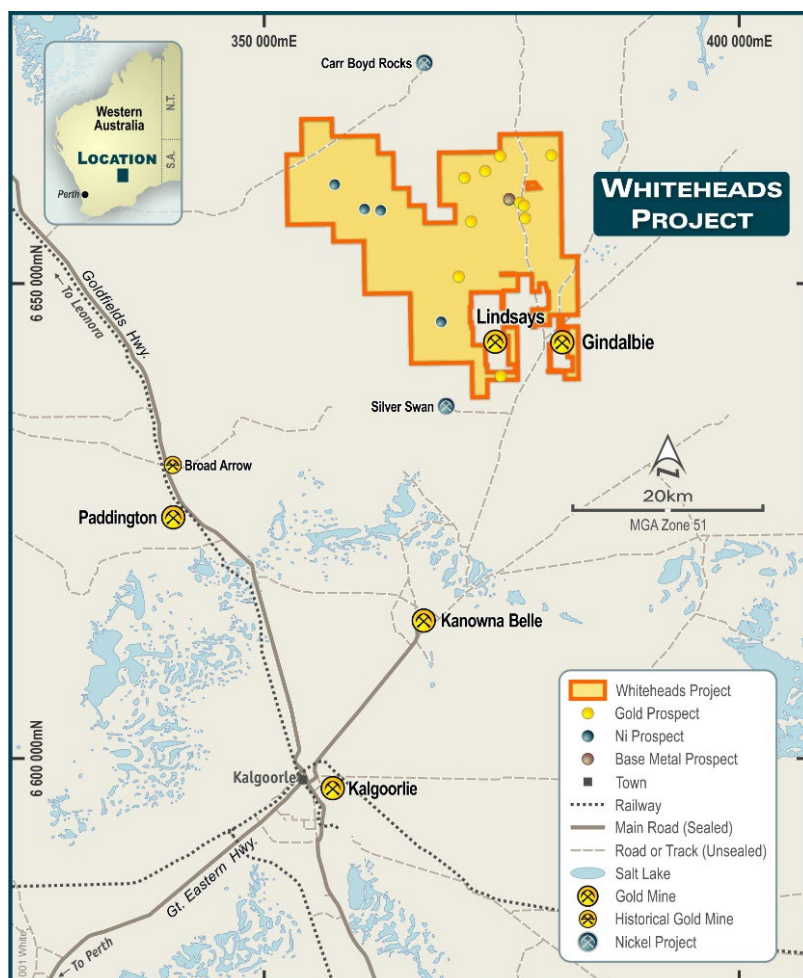 350 000mE
400 000mE
Carr Boyd Rocks
Western
Australia
N.T.
S.A.
LOCATION
Perth
WHITEHEADS
PROJECT
6 650 000mN
Goldfields Hwy.
To Leonora
Lindsays
Gindalbie
Silver Swan
Broad Arrow
Paddington
20km
MGA Zone 51
Kanowna Belle
6 600 000mN
Kalgoorle
Kalgoorlie
Gt. Eastern Hwy.
To Perth
001 White
Whiteheads Project
Gold Prospect
Ni Prospect
Base Metal Prospect
Town
Railway
Main Road (Sealed)
Road or Track (Unsealed)
Salt Lake
Gold Mine
Historical Gold Mine
Nickel Project